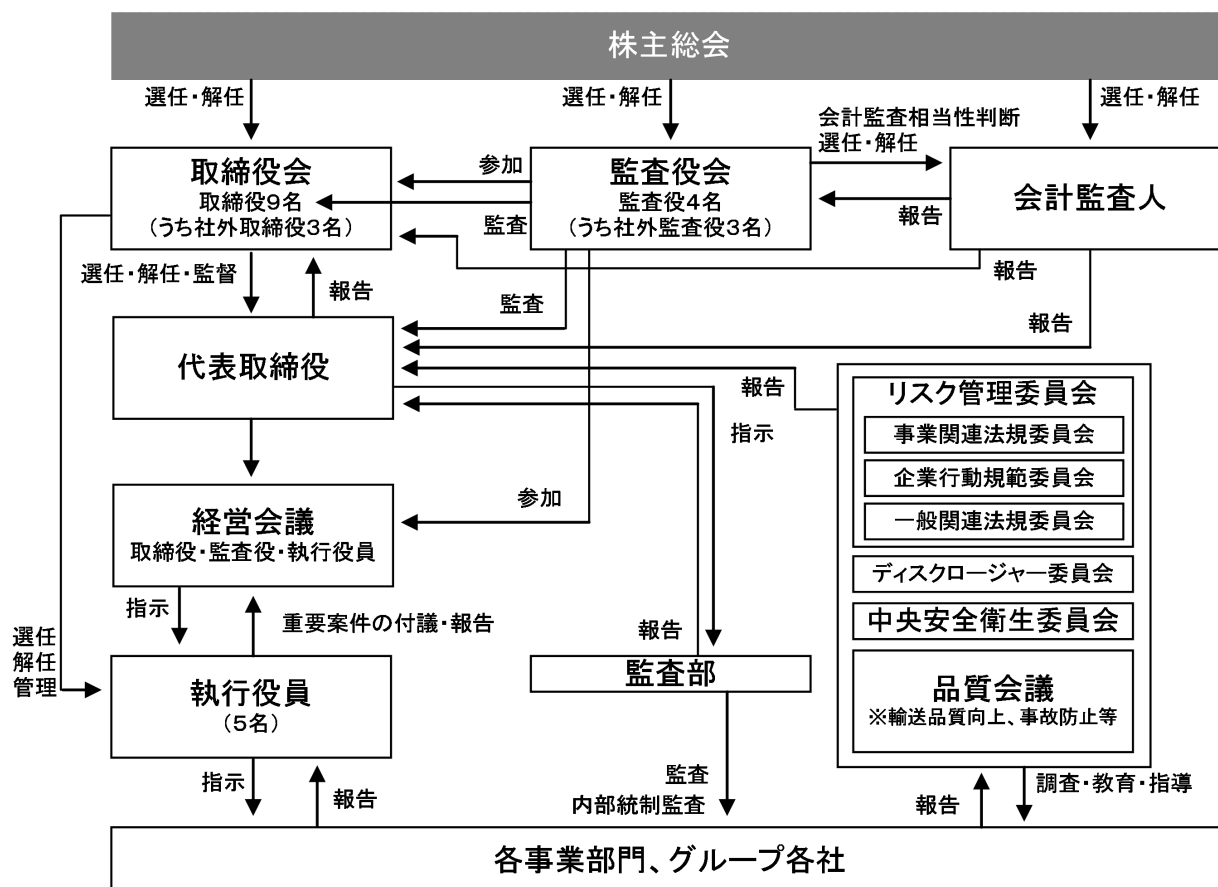 株主総会
選任・解任
選任・解任
選任・解任
会計監査相当性判断
選任・解任
取締役会
取締役9名
(うち社外取締役3名)
参加
監査
監査役会
監査役4名
(うち社外監査役3名)
報告
会計監査人
選任・解任・監督
報告
監査
報告
報告
代表取締役
報告
指示
リスク管理委員会
事業関連法規委員会
企業行動規範委員会
一般関連法規委員会
ディスクロージャー委員会
中央安全衛生委員会
品質会議
※輸送品質向上、事故防止等
経営会議
取締役・監査役・執行役員
参加
指示
重要案件の付議・報告
報告
選任
解任
管理
執行役員
(5名)
監査部
指示
報告
監査
内部統制監査
報告
調査・教育・指導
各事業部門、グループ各社